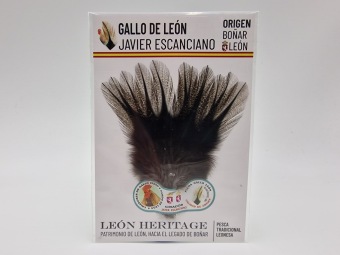 GALLO DE LEÓN
JAVIER ESCANCIANO
ORIGEN
BOÑAR
LEÓN
LEÓN HERITAGE
PATRIMONIO DE LEÓN, HACIA EL LEGADO DE BOÑAR
PESCA
TRADICIONAL
LEONESA